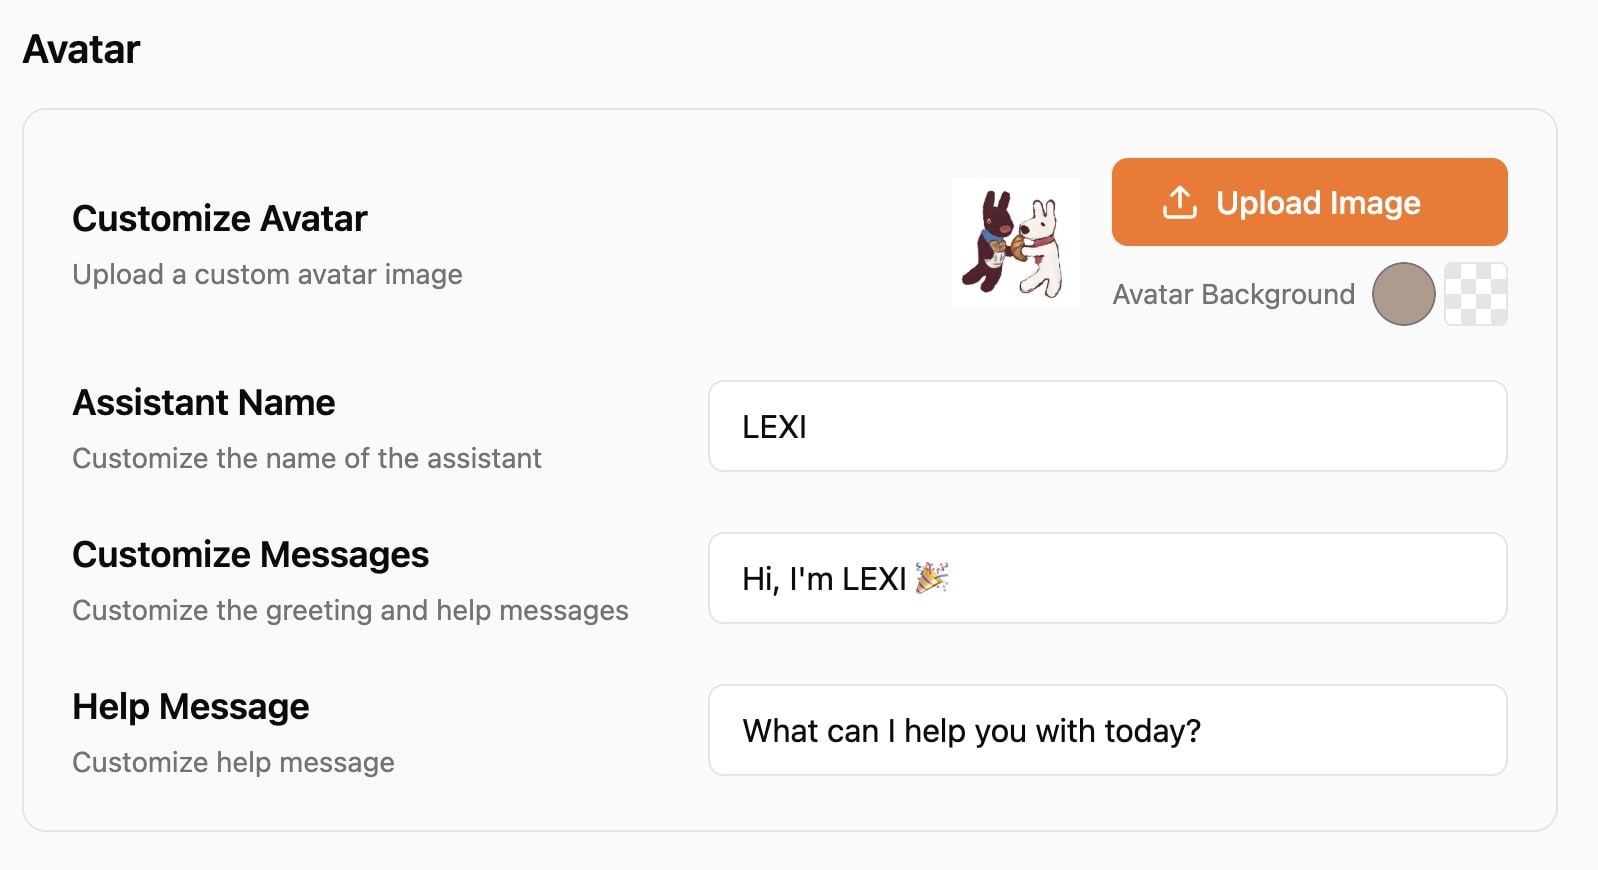 Avatar
Customize Avatar
Upload a custom avatar image
Upload Image
Avatar Background
Assistant Name
Customize the name of the assistant
LEXI
Customize Messages
Customize the greeting and help messages
Hi, I'm LEXI 🎉
Help Message
Customize help message
What can I help you with today?